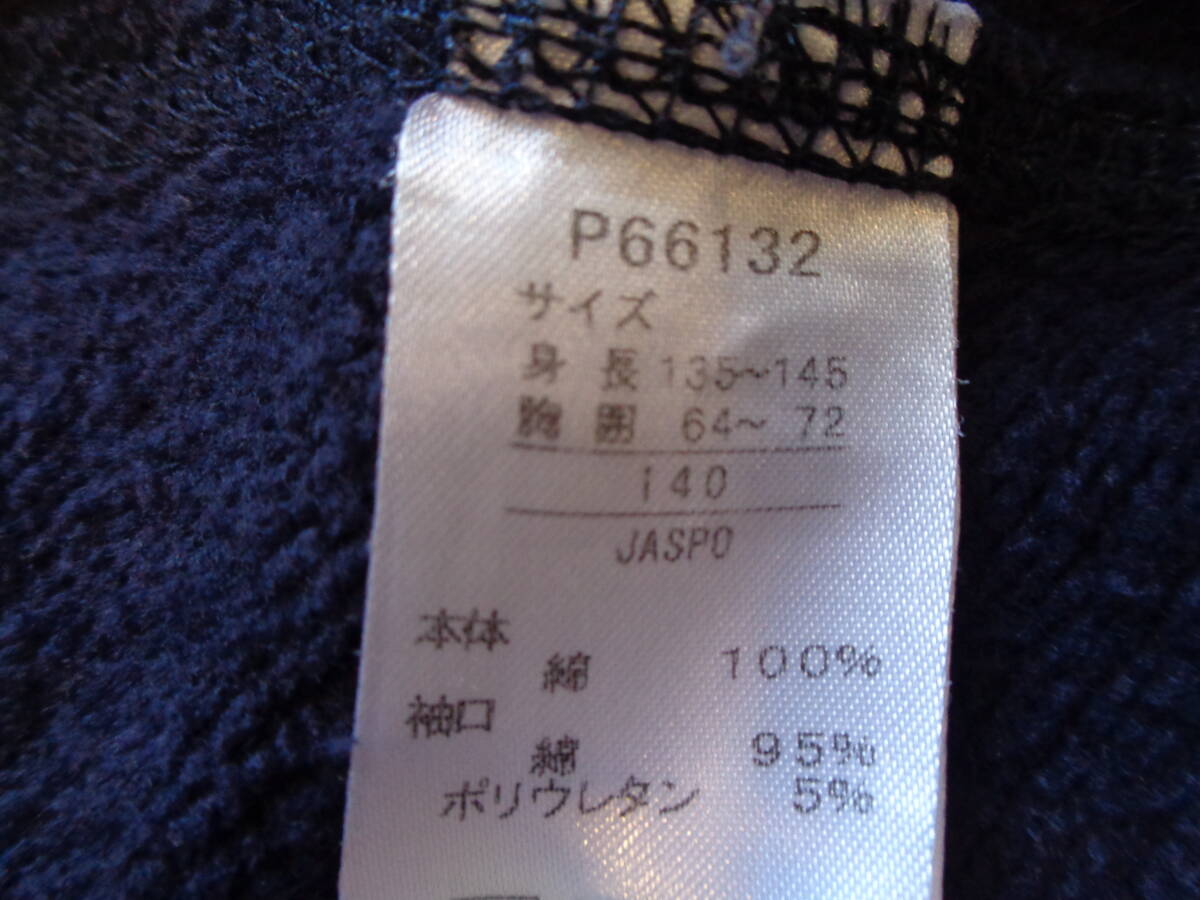 P66132
サイズ
身長 135~145
胸囲 64~72
140
JASPO
本体
綿 100%
袖口
綿 95%
ポリウレタン 5%